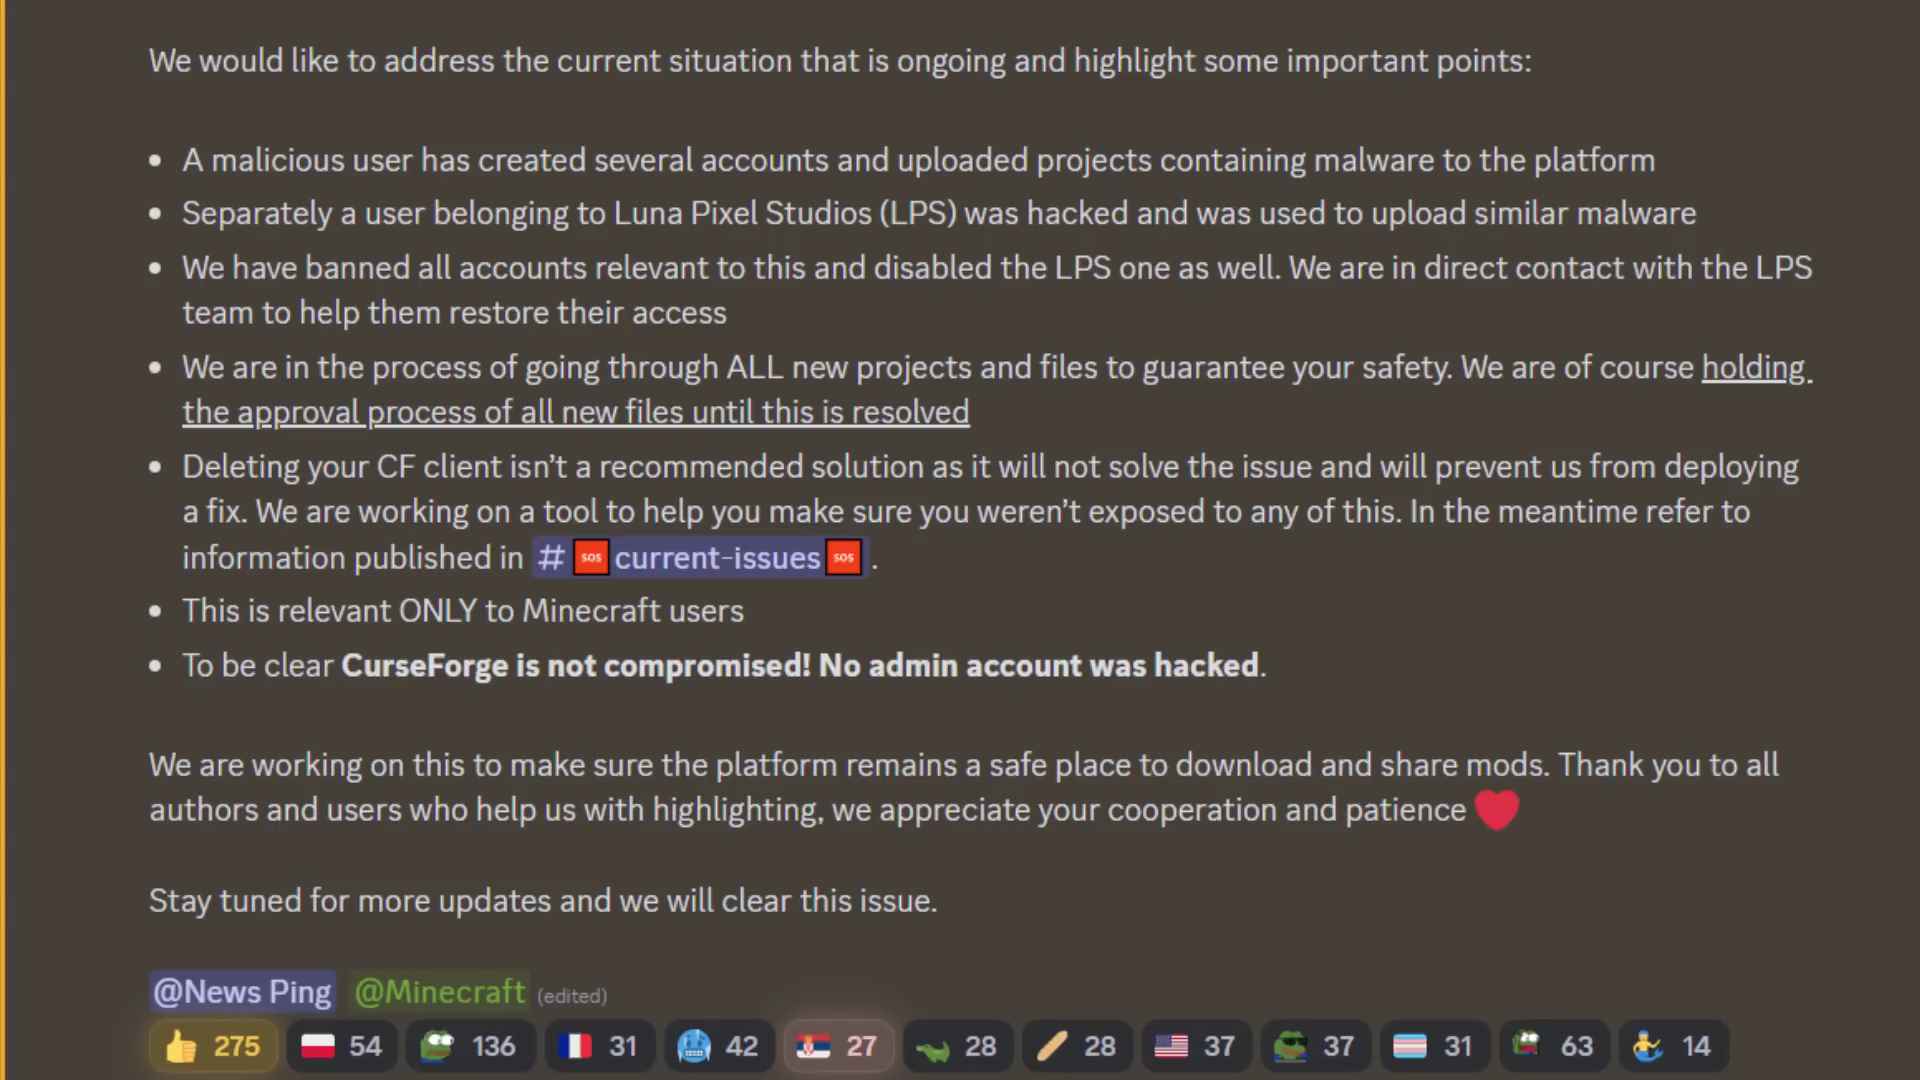 We would like to address the current situation that is ongoing and highlight some important points:
• A malicious user has created several accounts and uploaded projects containing malware to the platform
• Separately a user belonging to Luna Pixel Studios (LPS) was hacked and was used to upload similar malware
• We have banned all accounts relevant to this and disabled the LPS one as well. We are in direct contact with the LPS
team to help them restore their access
• We are in the process of going through ALL new projects and files to guarantee your safety. We are of course holding
the approval process of all new files until this is resolved
• Deleting your CF client isn’t a recommended solution as it will not solve the issue and will prevent us from deploying
a fix. We are working on a tool to help you make sure you weren’t exposed to any of this. In the meantime refer to
information published in # 🆘current-issues🆘 .
• This is relevant ONLY to Minecraft users
• To be clear CurseForge is not compromised! No admin account was hacked.
We are working on this to make sure the platform remains a safe place to download and share mods. Thank you to all
authors and users who help us with highlighting, we appreciate your cooperation and patience ❤️
Stay tuned for more updates and we will clear this issue.
@News Ping @Minecraft (edited)
275 54 136 31 42 27 28 28 37 37 31 63 14